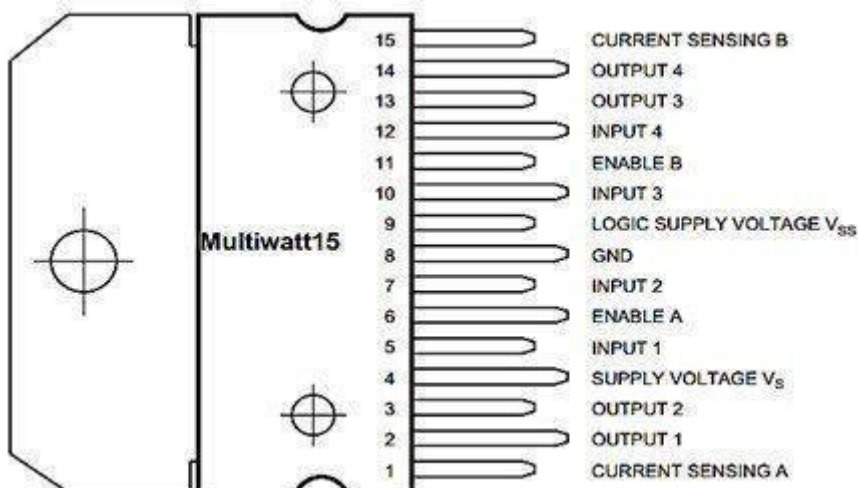 15 CURRENT SENSING B
14 OUTPUT 4
13 OUTPUT 3
12 INPUT 4
11 ENABLE B
10 INPUT 3
9 LOGIC SUPPLY VOLTAGE VSS
Multiwatt15
8 GND
7 INPUT 2
6 ENABLE A
5 INPUT 1
4 SUPPLY VOLTAGE VS
3 OUTPUT 2
2 OUTPUT 1
1 CURRENT SENSING A